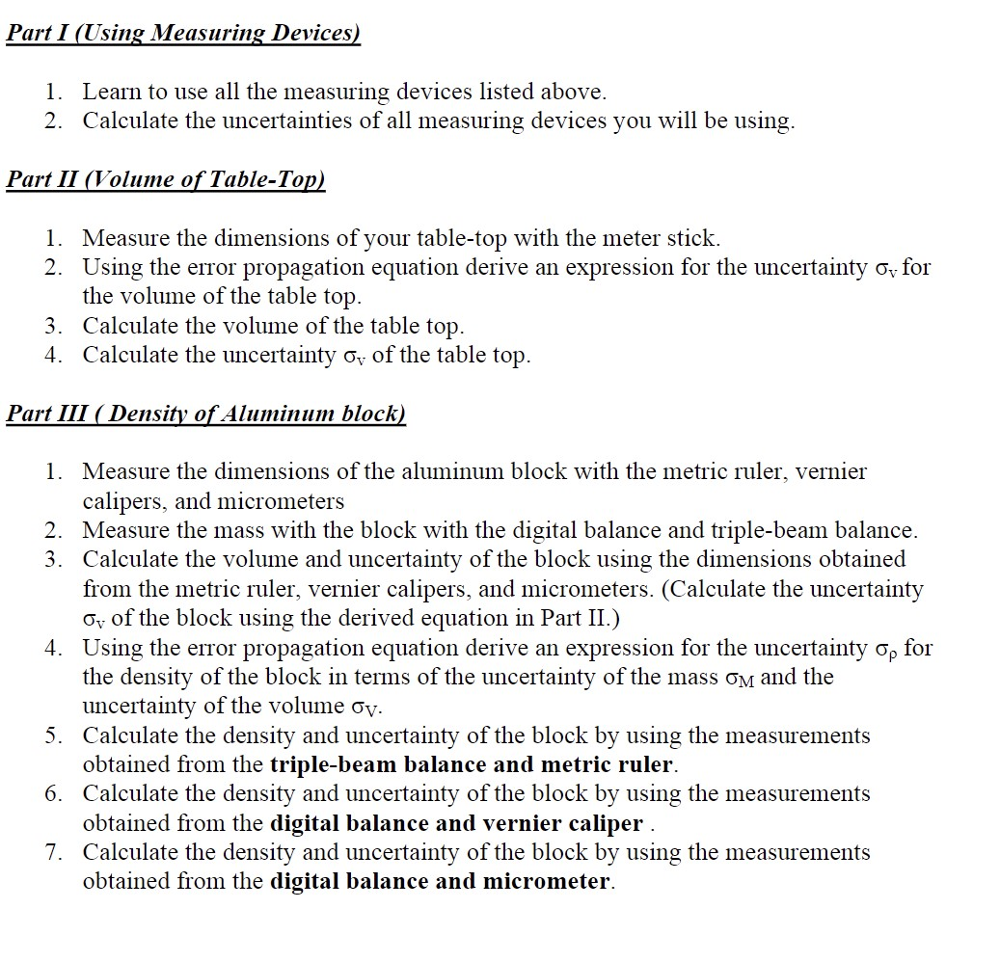 Part I (Using Measuring Devices)
1. Learn to use all the measuring devices listed above.
2. Calculate the uncertainties of all measuring devices you will be using.
Part II (Volume of Table-Top)
1. Measure the dimensions of your table-top with the meter stick.
2. Using the error propagation equation derive an expression for the uncertainty σᵥ for
the volume of the table top.
3. Calculate the volume of the table top.
4. Calculate the uncertainty σᵥ of the table top.
Part III ( Density of Aluminum block)
1. Measure the dimensions of the aluminum block with the metric ruler, vernier
calipers, and micrometers
2. Measure the mass with the block with the digital balance and triple-beam balance.
3. Calculate the volume and uncertainty of the block using the dimensions obtained
from the metric ruler, vernier calipers, and micrometers. (Calculate the uncertainty
σᵥ of the block using the derived equation in Part II.)
4. Using the error propagation equation derive an expression for the uncertainty σᵨ for
the density of the block in terms of the uncertainty of the mass σM and the
uncertainty of the volume σV.
5. Calculate the density and uncertainty of the block by using the measurements
obtained from the triple-beam balance and metric ruler.
6. Calculate the density and uncertainty of the block by using the measurements
obtained from the digital balance and vernier caliper .
7. Calculate the density and uncertainty of the block by using the measurements
obtained from the digital balance and micrometer.